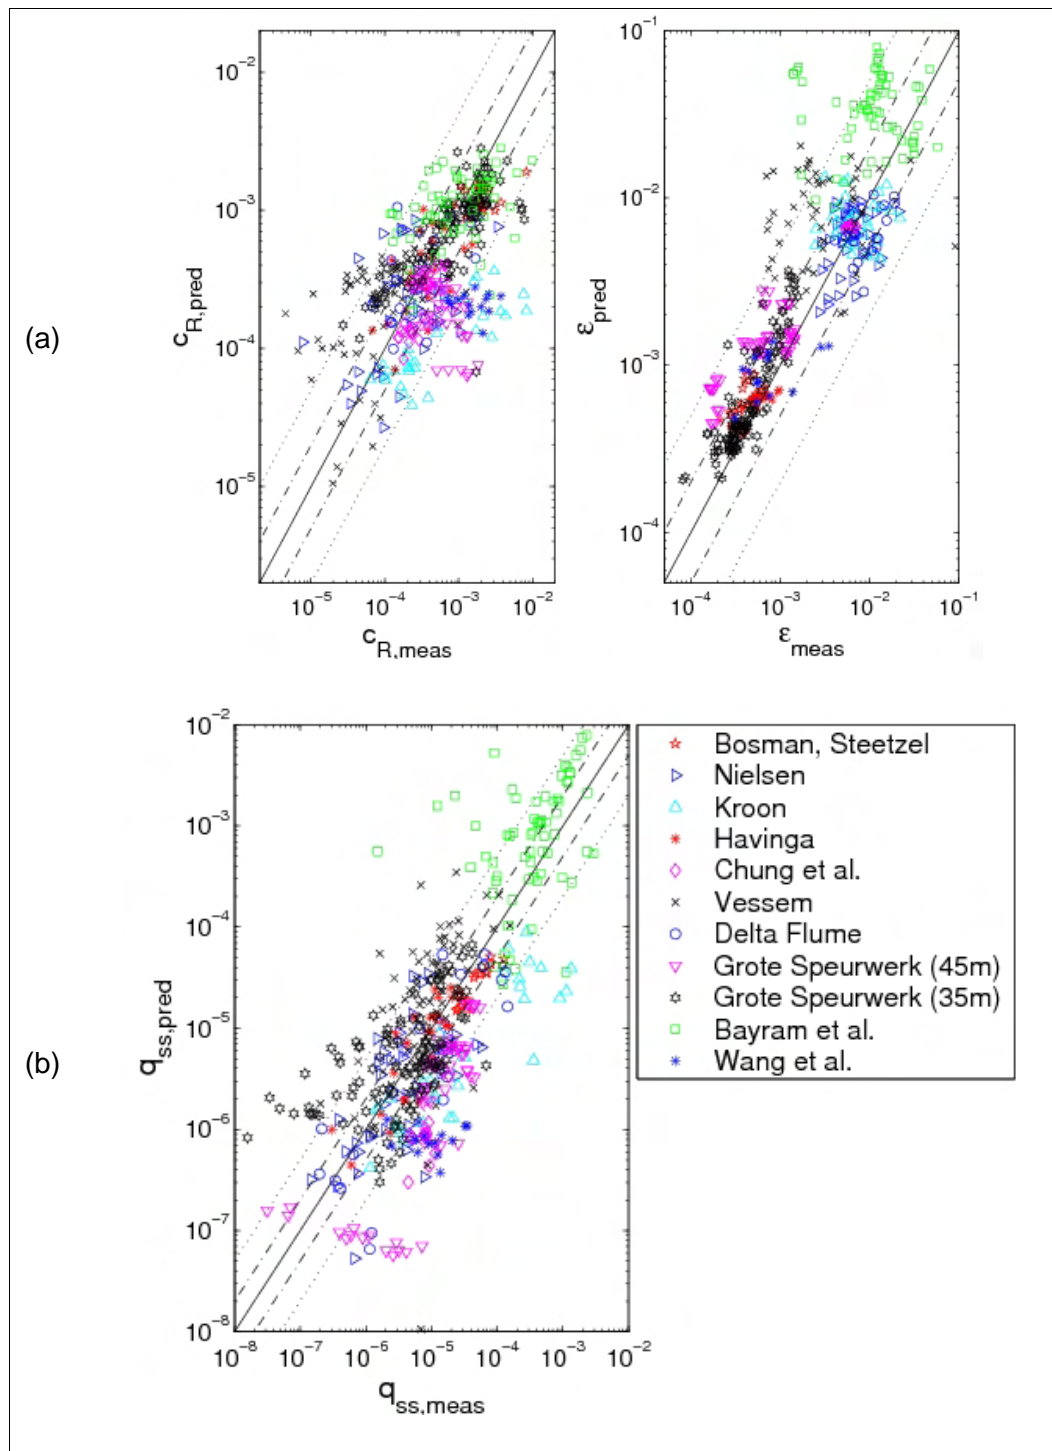 (a)
10^-2
10^-3
10^-4
10^-5
c_R,pred
10^-5 10^-4 10^-3 10^-2
c_R,meas
10^-1
10^-2
10^-3
10^-4
ε_pred
10^-4 10^-3 10^-2 10^-1
ε_meas
(b)
10^-2
10^-3
10^-4
10^-5
10^-6
10^-7
10^-8
q_ss,pred
10^-8 10^-7 10^-6 10^-5 10^-4 10^-3 10^-2
q_ss,meas
Bosman, Steetzel
Nielsen
Kroon
Havinga
Chung et al.
Vessem
Delta Flume
Grote Speurwerk (45m)
Grote Speurwerk (35m)
Bayram et al.
Wang et al.